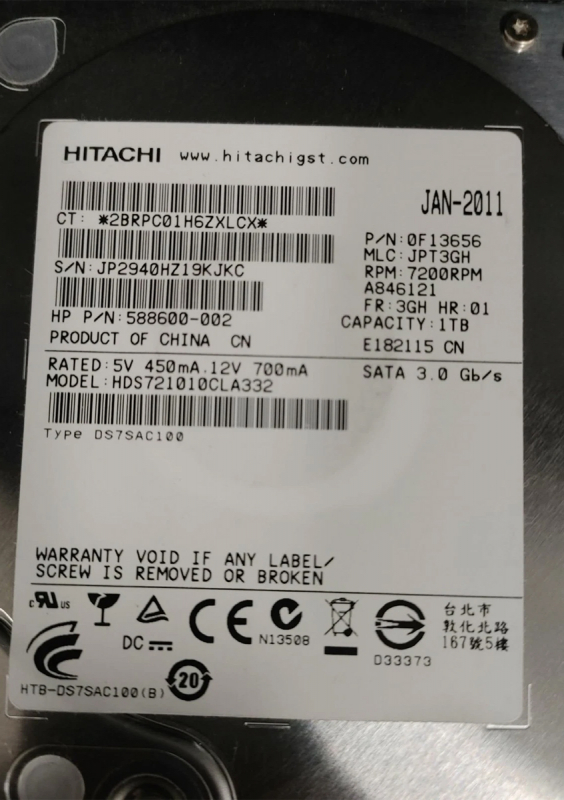 HITACHI www.hitachigst.com
JAN-2011
CT: *2BRPC01H6ZXLCX*
P/N:0F13656
MLC:JPT3GH
S/N:JP2940HZ19KJKC
RPM:7200RPM
A846121
FR:3GH HR:01
HP P/N:588600-002
CAPACITY:1TB
PRODUCT OF CHINA CN
E182115 CN
RATED:5V 450mA.12V 700mA
SATA 3.0 Gb/s
MODEL:HDS721010CLA332
Type DS7SAC100
WARRANTY VOID IF ANY LABEL/
SCREW IS REMOVED OR BROKEN
c RU US
DC
CE
N13508
D33373
台北市
敦化北路
167號5樓
20
HTB-DS7SAC100(B)